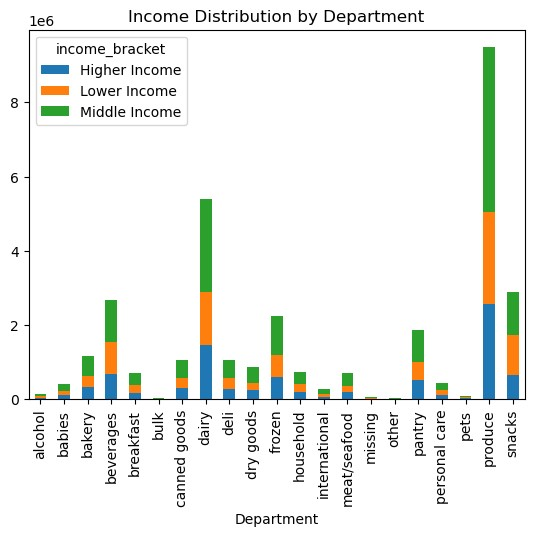 Income Distribution by Department
1e6
income_bracket
Higher Income
Lower Income
Middle Income
8
6
4
2
0
alcohol
babies
bakery
beverages
breakfast
bulk
canned goods
dairy
deli
dry goods
frozen
household
international
meat/seafood
missing
other
pantry
personal care
pets
produce
snacks
Department